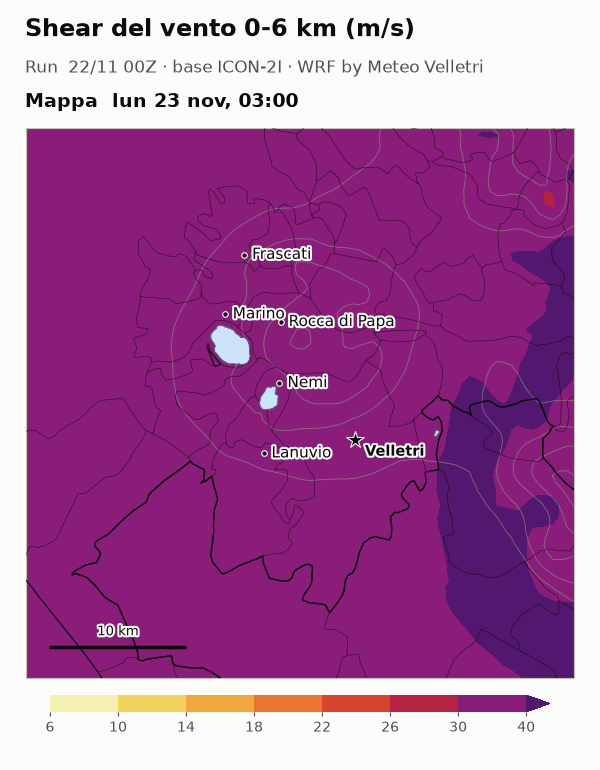 Shear del vento 0-6 km (m/s)
Run  22/11 00Z · base ICON-2I · WRF by Meteo Velletri
Mappa  lun 23 nov, 03:00
Frascati
Marino
Rocca di Papa
Nemi
Velletri
Lanuvio
10 km
6 10 14 18 22 26 30 40